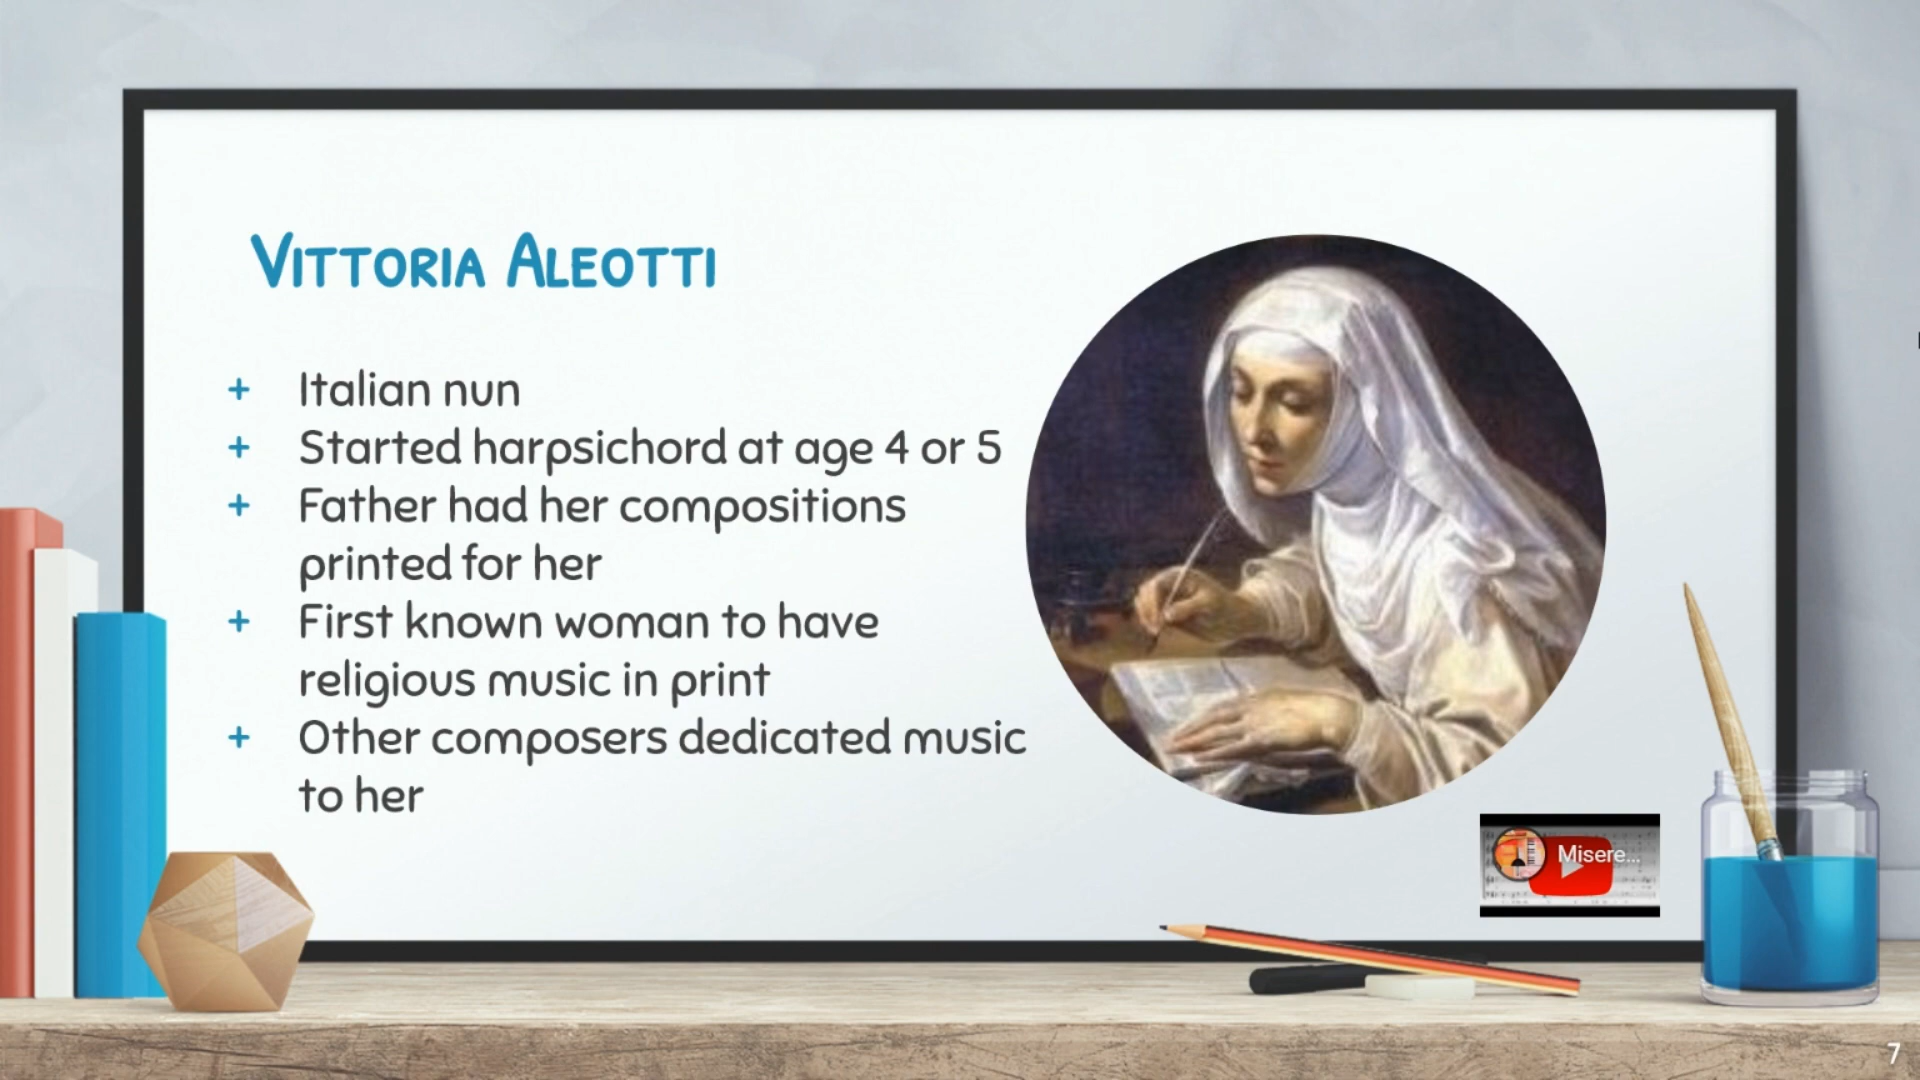 Vittoria Aleotti
+ Italian nun
+ Started harpsichord at age 4 or 5
+ Father had her compositions
printed for her
+ First known woman to have
religious music in print
+ Other composers dedicated music
to her
Misere...
7